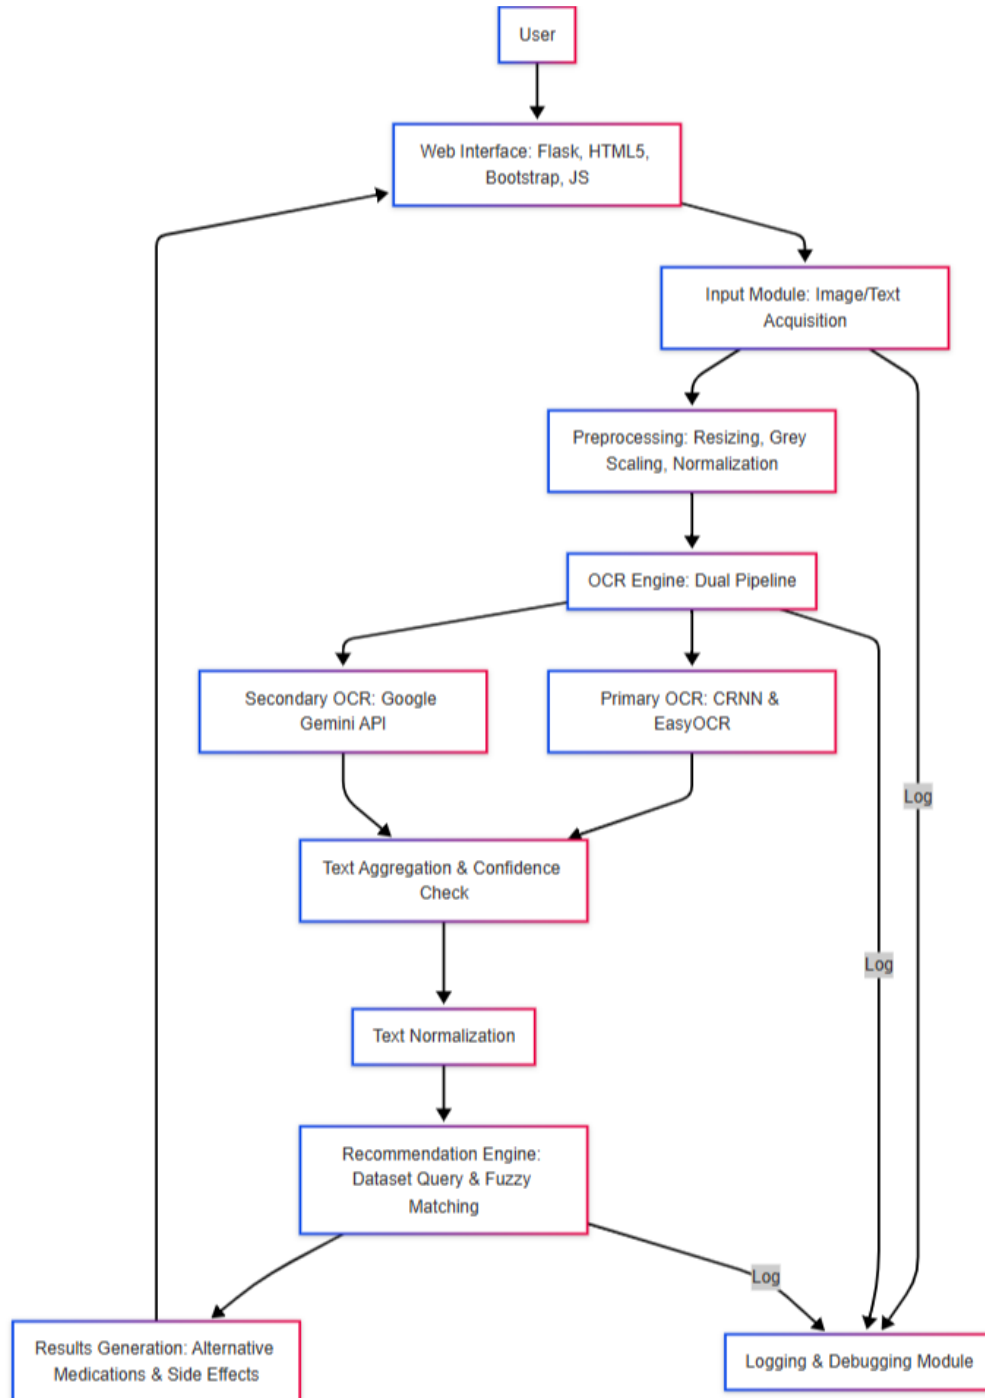 User
Web Interface: Flask, HTML5,
Bootstrap, JS
Input Module: Image/Text
Acquisition
Preprocessing: Resizing, Grey
Scaling, Normalization
OCR Engine: Dual Pipeline
Secondary OCR: Google
Gemini API
Primary OCR: CRNN &
EasyOCR
Log
Text Aggregation & Confidence
Check
Log
Text Normalization
Recommendation Engine:
Dataset Query & Fuzzy
Matching
Log
Results Generation: Alternative
Medications & Side Effects
Logging & Debugging Module